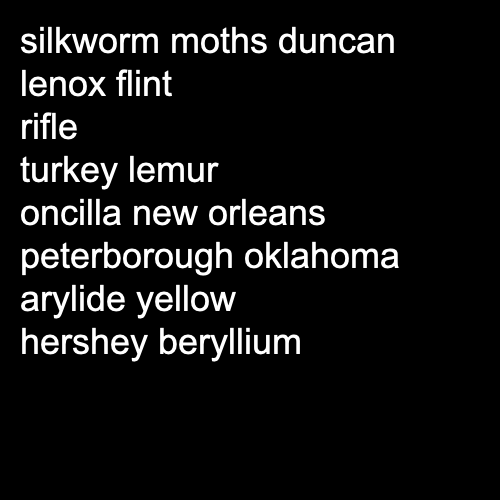 silkworm moths duncan
lenox flint
rifle
turkey lemur
oncilla new orleans
peterborough oklahoma
arylide yellow
hershey beryllium